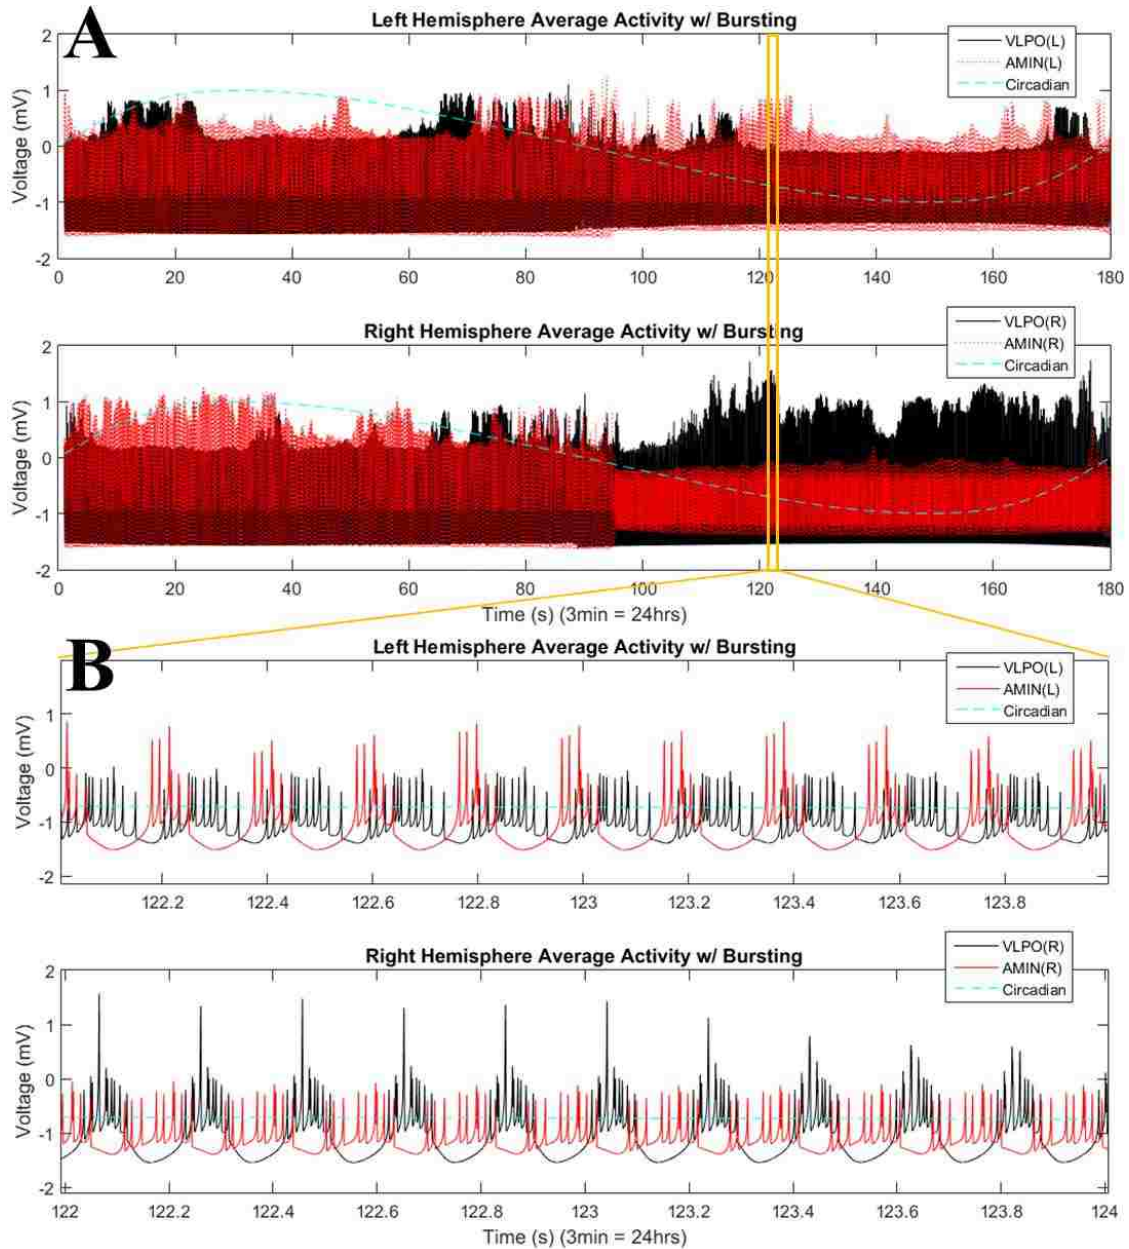 A
Left Hemisphere Average Activity w/ Bursting
VLPO(L)
AMIN(L)
Circadian
Voltage (mV)
2
1
0
-1
-2
0 20 40 60 80 100 120 140 160 180
Right Hemisphere Average Activity w/ Bursting
VLPO(R)
AMIN(R)
Circadian
Voltage (mV)
2
1
0
-1
-2
0 20 40 60 80 100 120 140 160 180
Time (s) (3min = 24hrs)
B
Left Hemisphere Average Activity w/ Bursting
VLPO(L)
AMIN(L)
Circadian
Voltage (mV)
1
0
-1
-2
122.2 122.4 122.6 122.8 123 123.2 123.4 123.6 123.8
Right Hemisphere Average Activity w/ Bursting
VLPO(R)
AMIN(R)
Circadian
Voltage (mV)
2
1
0
-1
-2
122 122.2 122.4 122.6 122.8 123 123.2 123.4 123.6 123.8 124
Time (s) (3min = 24hrs)